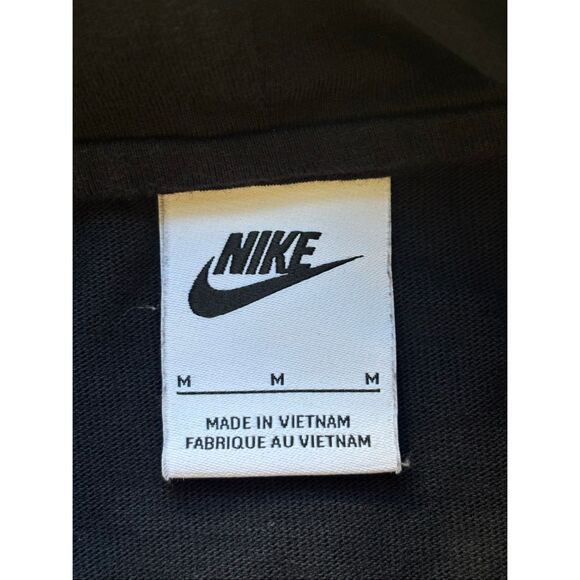 NIKE
M M M
MADE IN VIETNAM
FABRIQUE AU VIETNAM